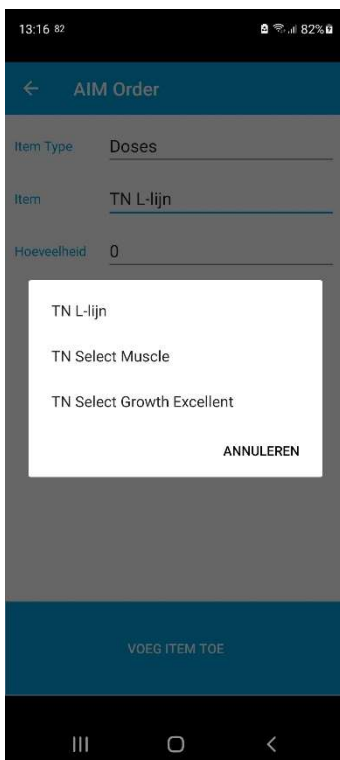 13:16 82
82%
AIM Order
Item Type Doses
Item TN L-lijn
Hoeveelheid 0
TN L-lijn
TN Select Muscle
TN Select Growth Excellent
ANNULEREN
VOEG ITEM TOE